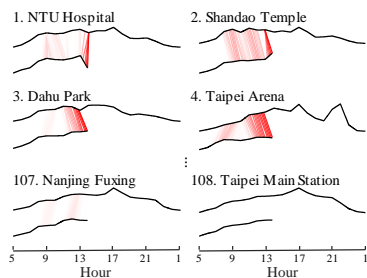 1. NTU Hospital
2. Shandao Temple
3. Dahu Park
4. Taipei Arena
⋮
107. Nanjing Fuxing
108. Taipei Main Station
5 9 13 17 21 1
5 9 13 17 21 1
Hour
Hour